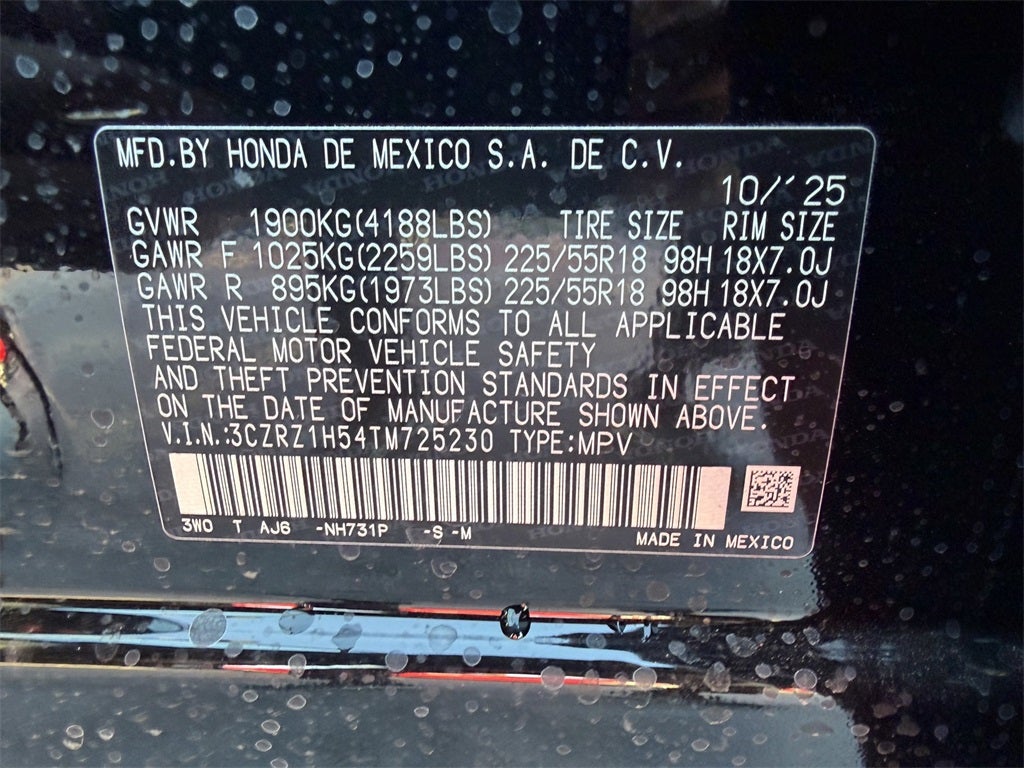 MFD.BY HONDA DE MEXICO S.A. DE C.V.
10/'25
GVWR 1900KG(4188LBS) TIRE SIZE RIM SIZE
GAWR F 1025KG(2259LBS) 225/55R18 98H 18X7.0J
GAWR R 895KG(1973LBS) 225/55R18 98H 18X7.0J
THIS VEHICLE CONFORMS TO ALL APPLICABLE
FEDERAL MOTOR VEHICLE SAFETY
AND THEFT PREVENTION STANDARDS IN EFFECT
ON THE DATE OF MANUFACTURE SHOWN ABOVE.
V.I.N.:3CZRZ1H54TM725230 TYPE:MPV
3W0 T AJ6 -NH731P -S -M
MADE IN MEXICO